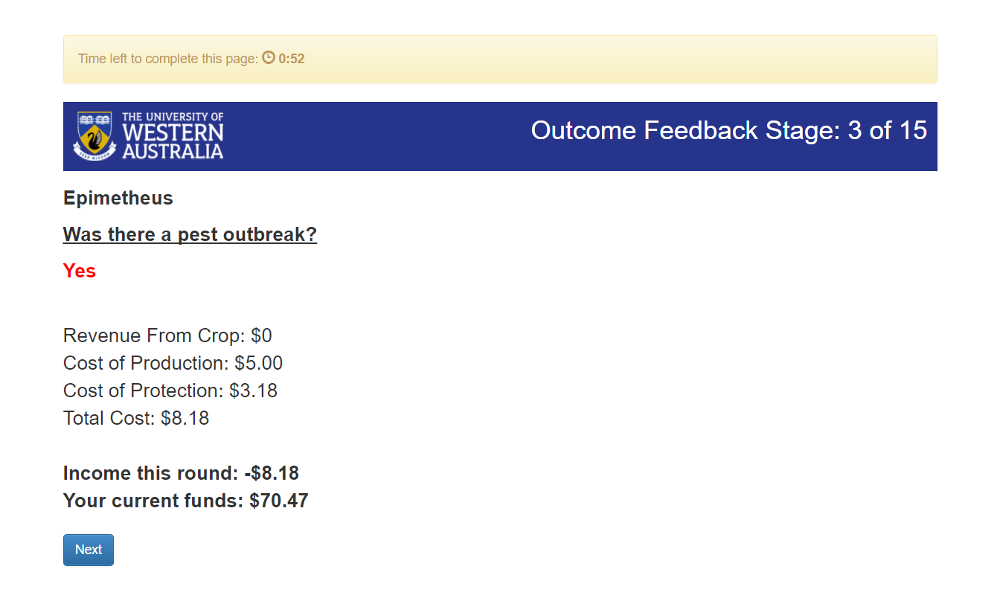 Time left to complete this page: 0:52
THE UNIVERSITY OF
WESTERN
AUSTRALIA
SEEK WISDOM
Outcome Feedback Stage: 3 of 15
Epimetheus
Was there a pest outbreak?
Yes
Revenue From Crop: $0
Cost of Production: $5.00
Cost of Protection: $3.18
Total Cost: $8.18
Income this round: -$8.18
Your current funds: $70.47
Next